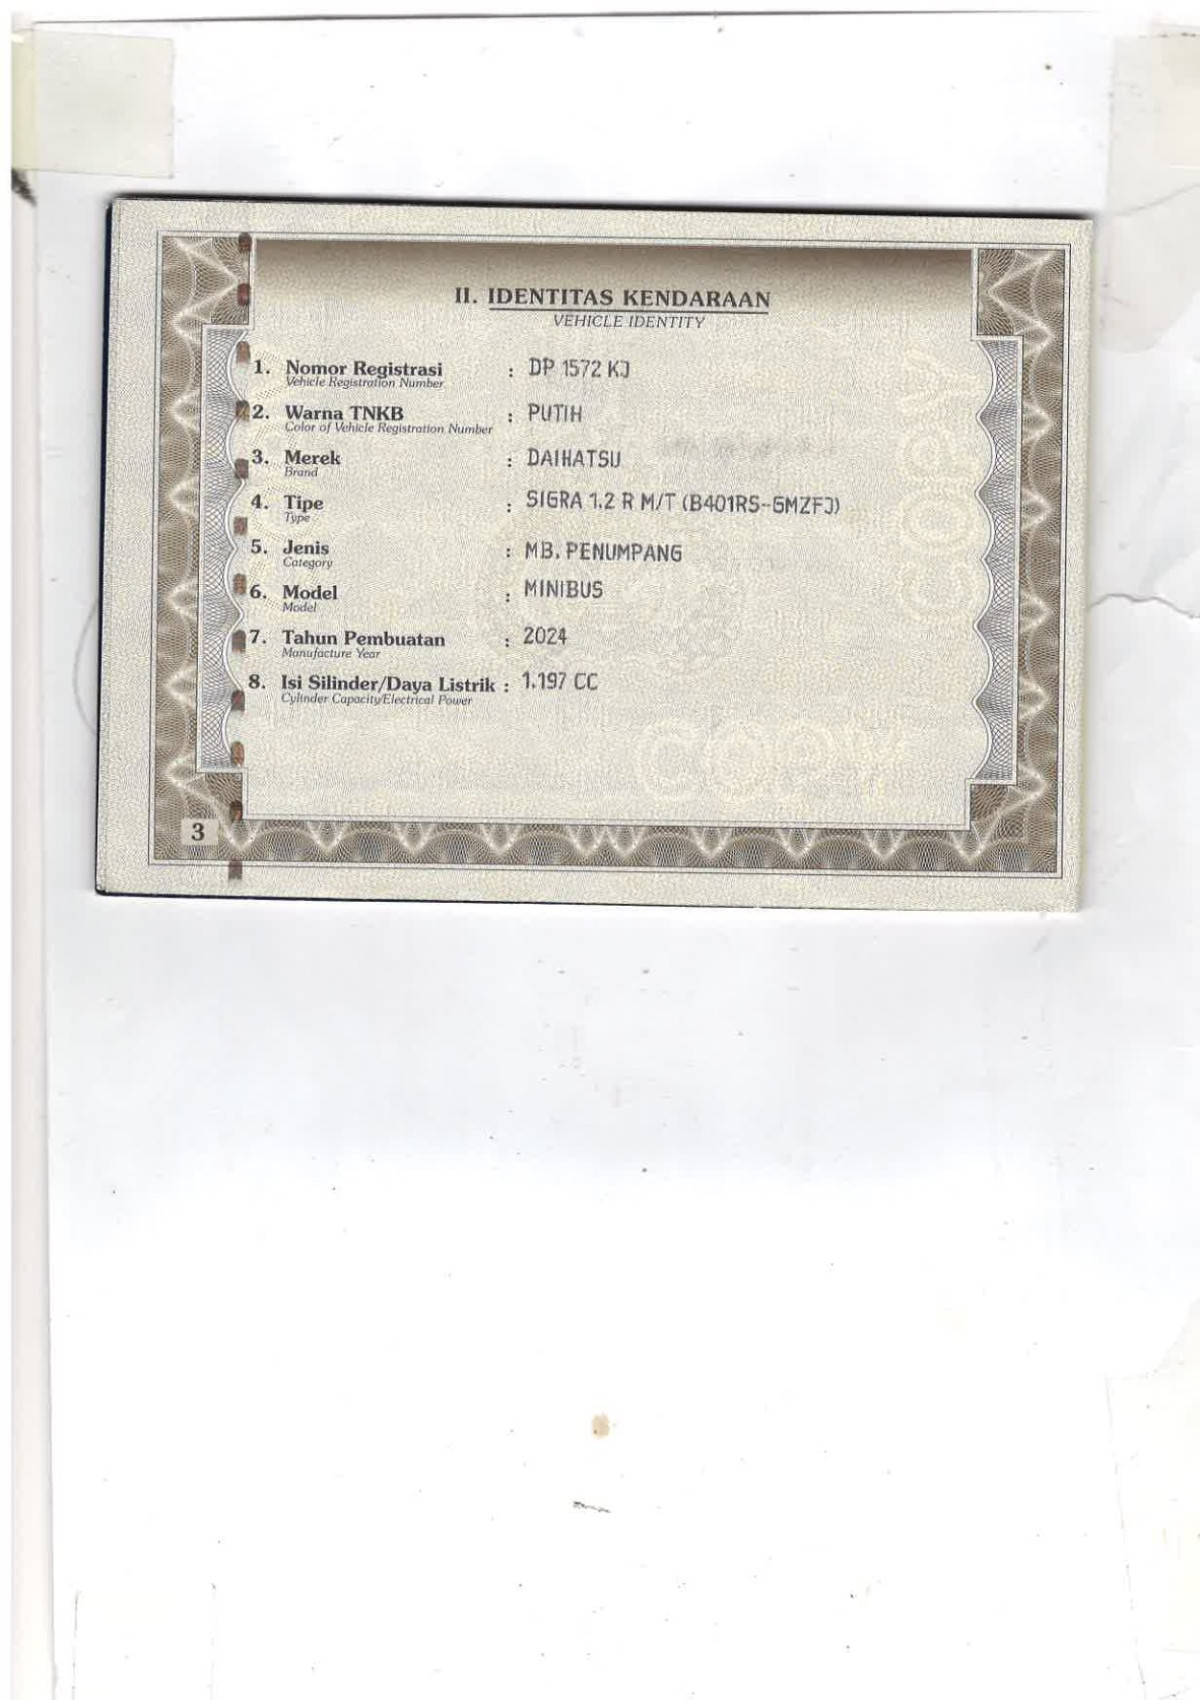 II. IDENTITAS KENDARAAN
VEHICLE IDENTITY
1. Nomor Registrasi : DP 1572 KJ
Vehicle Registration Number
2. Warna TNKB : PUTIH
Color of Vehicle Registration Number
3. Merek : DAIHATSU
Brand
4. Tipe : SIGRA 1.2 R M/T (B401RS-GMZFJ)
Type
5. Jenis : MB. PENUMPANG
Category
6. Model : MINIBUS
Model
7. Tahun Pembuatan : 2024
Manufacture Year
8. Isi Silinder/Daya Listrik : 1.197 CC
Cylinder Capacity/Electrical Power
3